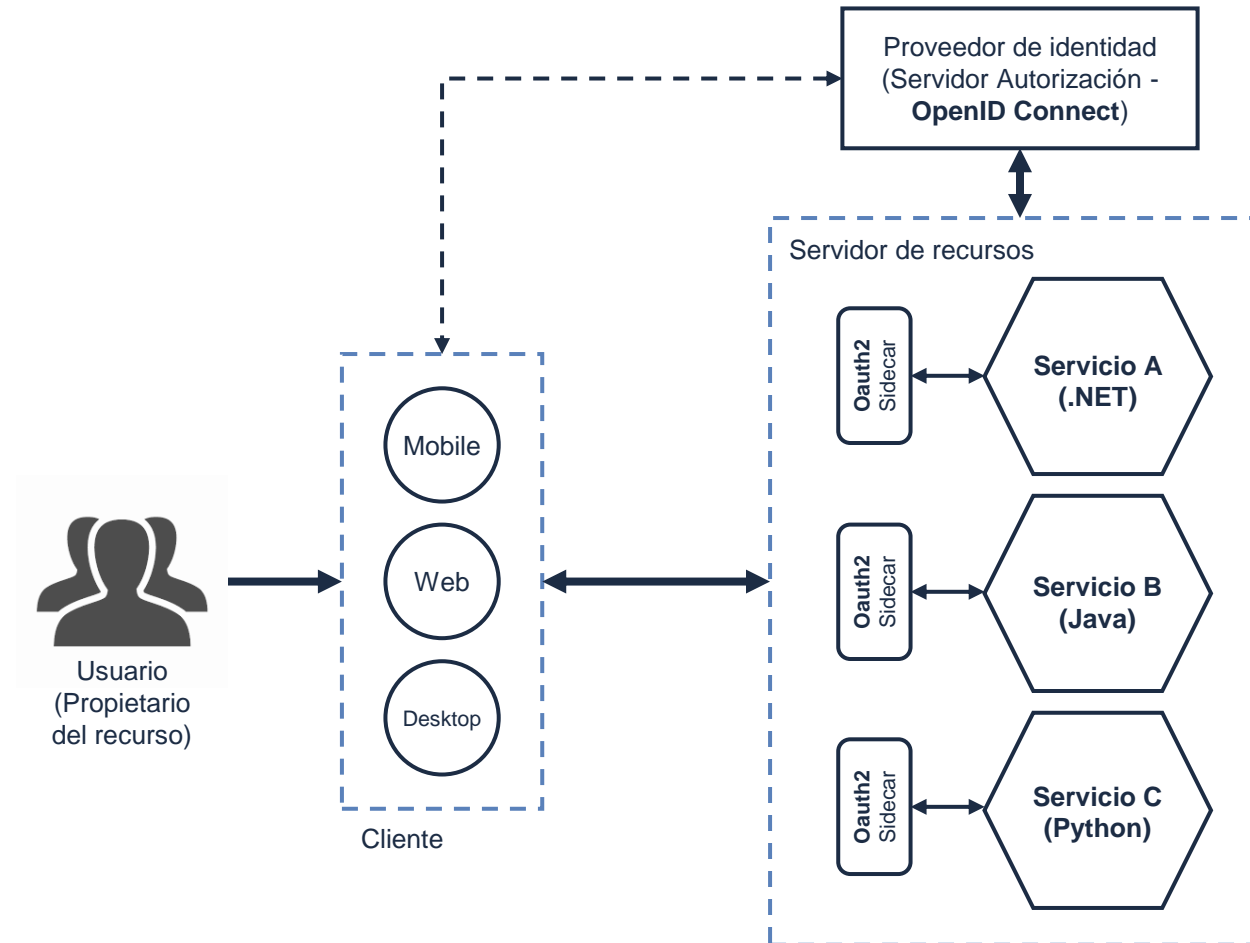 Proveedor de identidad
(Servidor Autorización -
OpenID Connect)
Servidor de recursos
Oauth2
Sidecar
Servicio A
(.NET)
Mobile
Web
Desktop
Cliente
Usuario
(Propietario
del recurso)
Oauth2
Sidecar
Servicio B
(Java)
Oauth2
Sidecar
Servicio C
(Python)